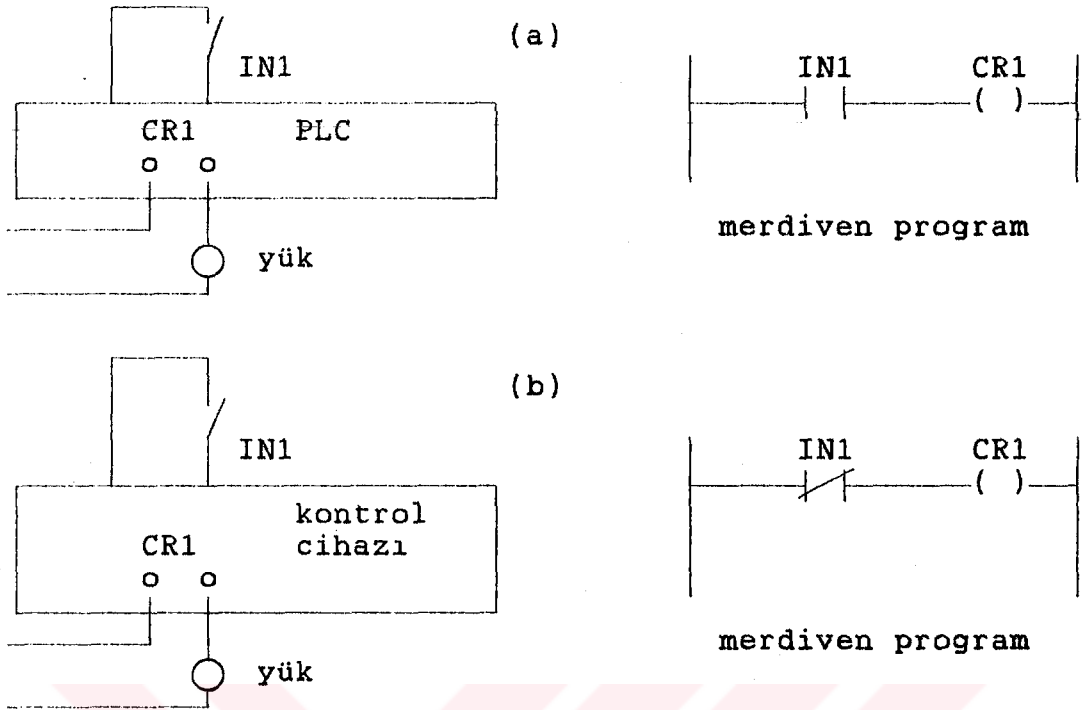 (a)
IN1
IN1 CR1
( )
CR1 PLC
merdiven program
yük
(b)
IN1
IN1 CR1
( )
kontrol
CR1 cihazı
merdiven program
yük